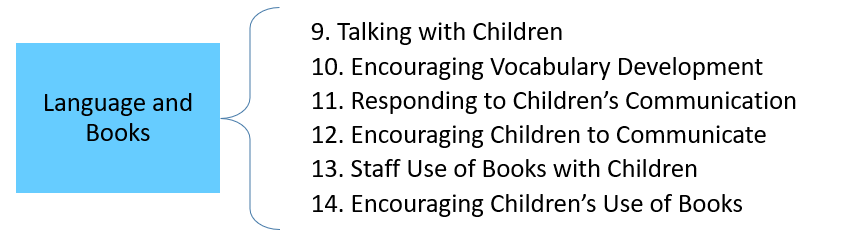 Language and
Books
9. Talking with Children
10. Encouraging Vocabulary Development
11. Responding to Children’s Communication
12. Encouraging Children to Communicate
13. Staff Use of Books with Children
14. Encouraging Children’s Use of Books